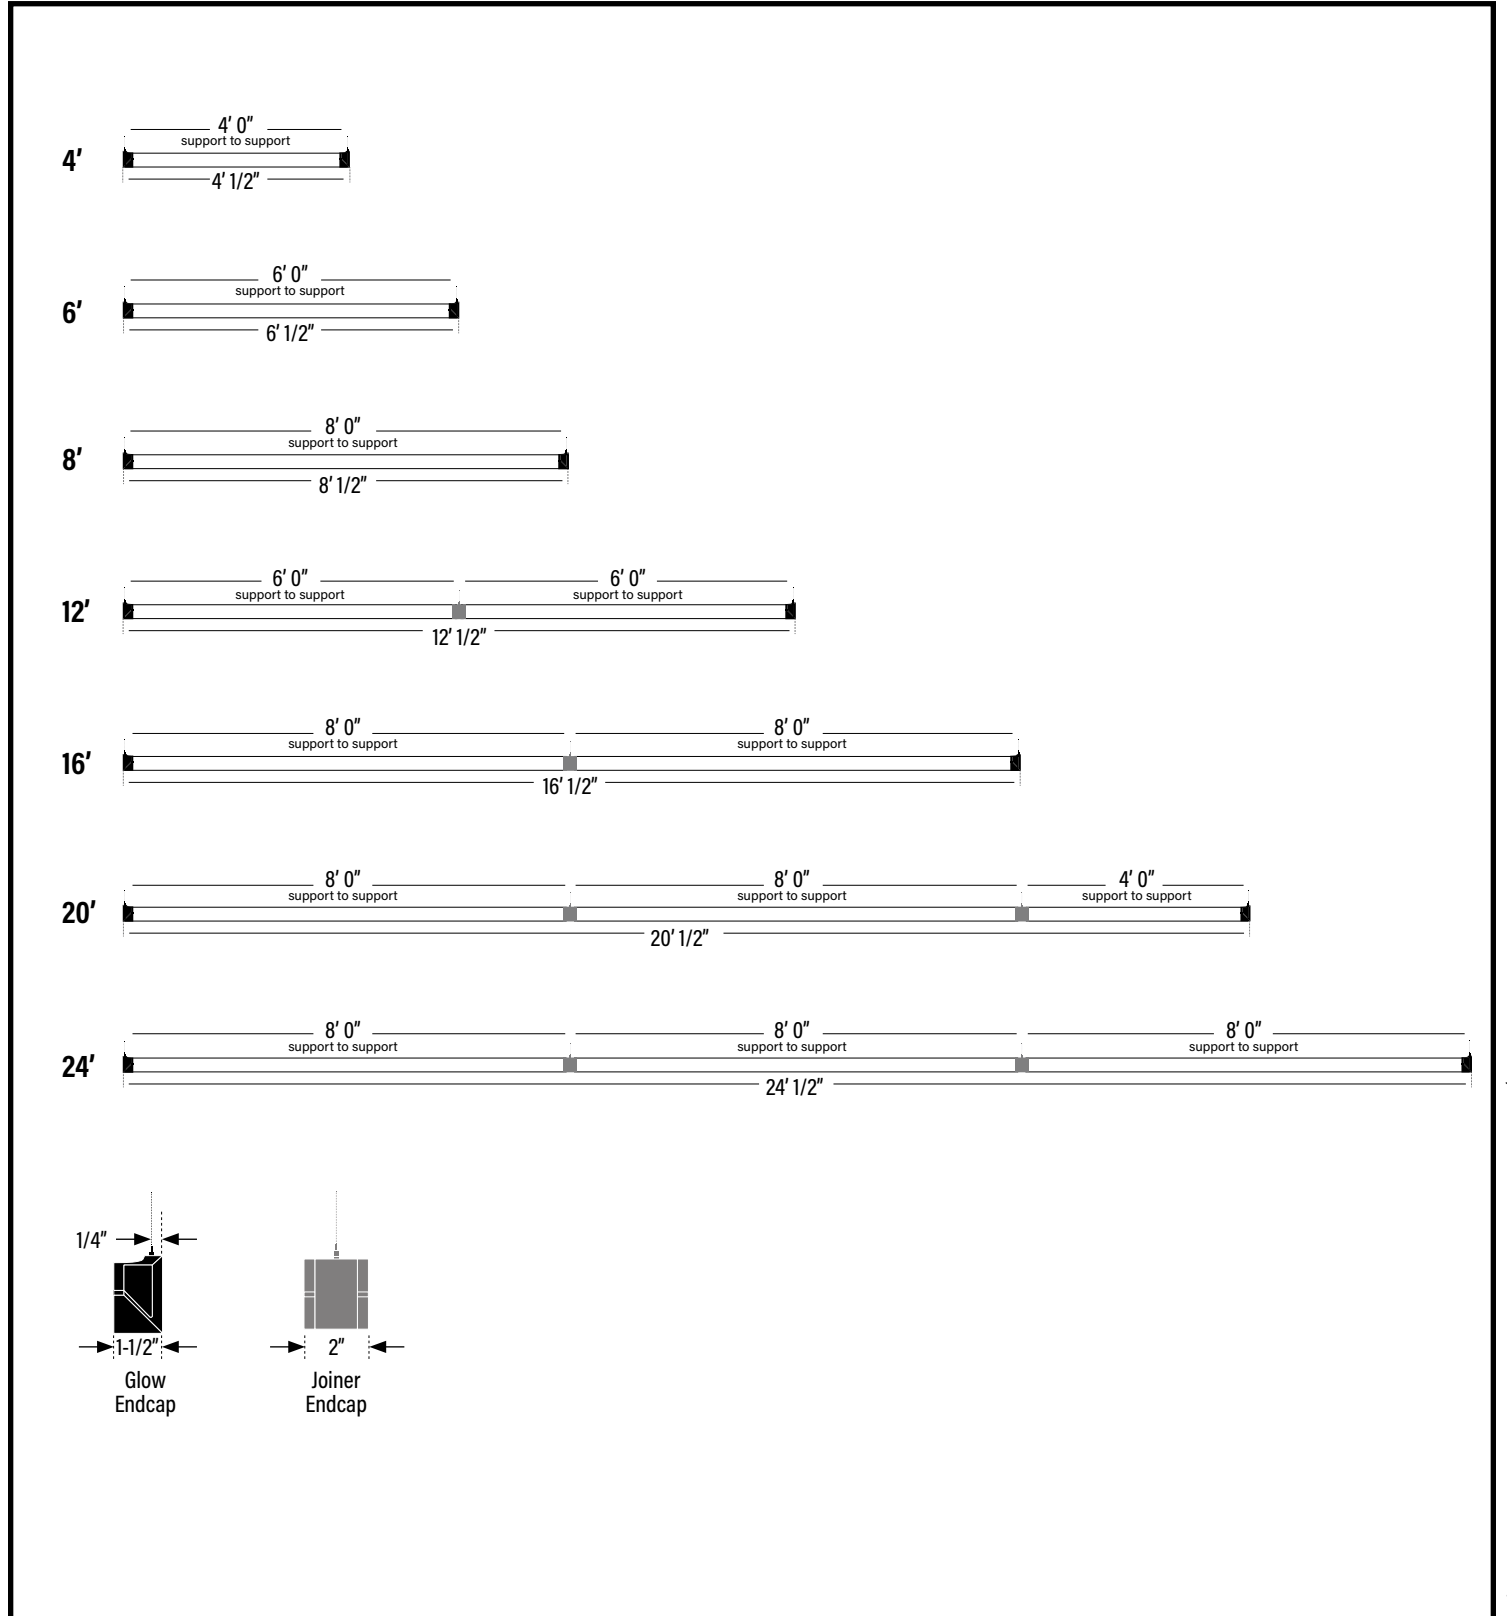 4’ 0”
support to support
4’
4’ 1/2”
6’ 0”
support to support
6’
6’ 1/2”
8’ 0”
support to support
8’
8’ 1/2”
6’ 0” 6’ 0”
support to support support to support
12’
12’ 1/2”
8’ 0” 8’ 0”
support to support support to support
16’
16’ 1/2”
8’ 0” 8’ 0” 4’ 0”
support to support support to support support to support
20’
20’ 1/2”
8’ 0” 8’ 0” 8’ 0”
support to support support to support support to support
24’
24’ 1/2”
1/4”
1-1/2” 2”
Glow
Endcap
Joiner
Endcap